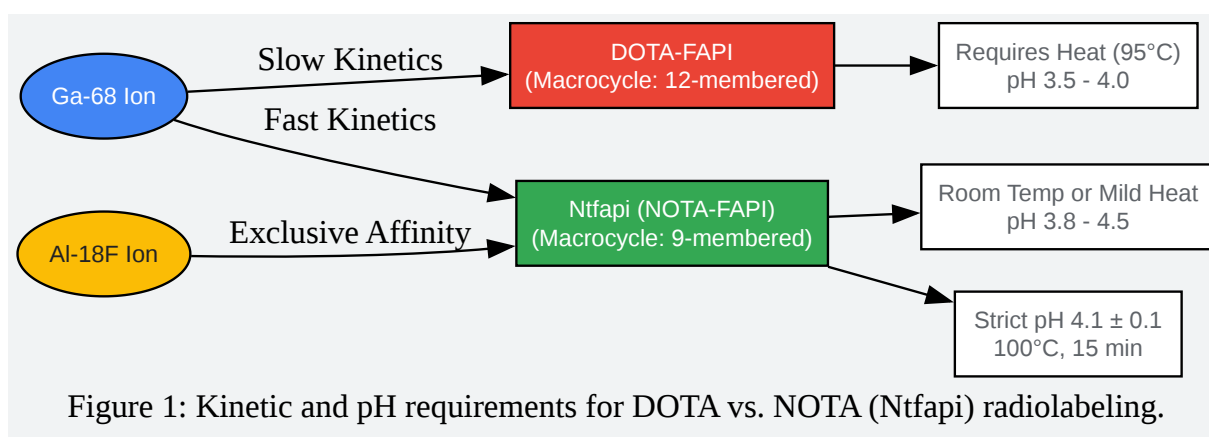 Ga-68 Ion
Slow Kinetics
DOTA-FAPI
(Macrocycle: 12-membered)
Requires Heat (95°C)
pH 3.5 - 4.0
Fast Kinetics
Al-18F Ion
Exclusive Affinity
Ntfapi (NOTA-FAPI)
(Macrocycle: 9-membered)
Room Temp or Mild Heat
pH 3.8 - 4.5
Strict pH 4.1 ± 0.1
100°C, 15 min
Figure 1: Kinetic and pH requirements for DOTA vs. NOTA (Ntfapi) radiolabeling.